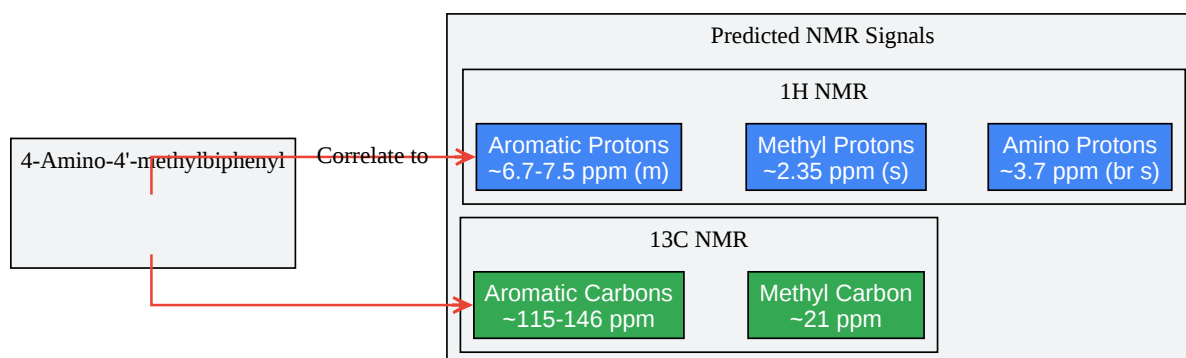 Predicted NMR Signals
1H NMR
4-Amino-4'-methylbiphenyl
Correlate to
Aromatic Protons
~6.7-7.5 ppm (m)
Methyl Protons
~2.35 ppm (s)
Amino Protons
~3.7 ppm (br s)
13C NMR
Aromatic Carbons
~115-146 ppm
Methyl Carbon
~21 ppm